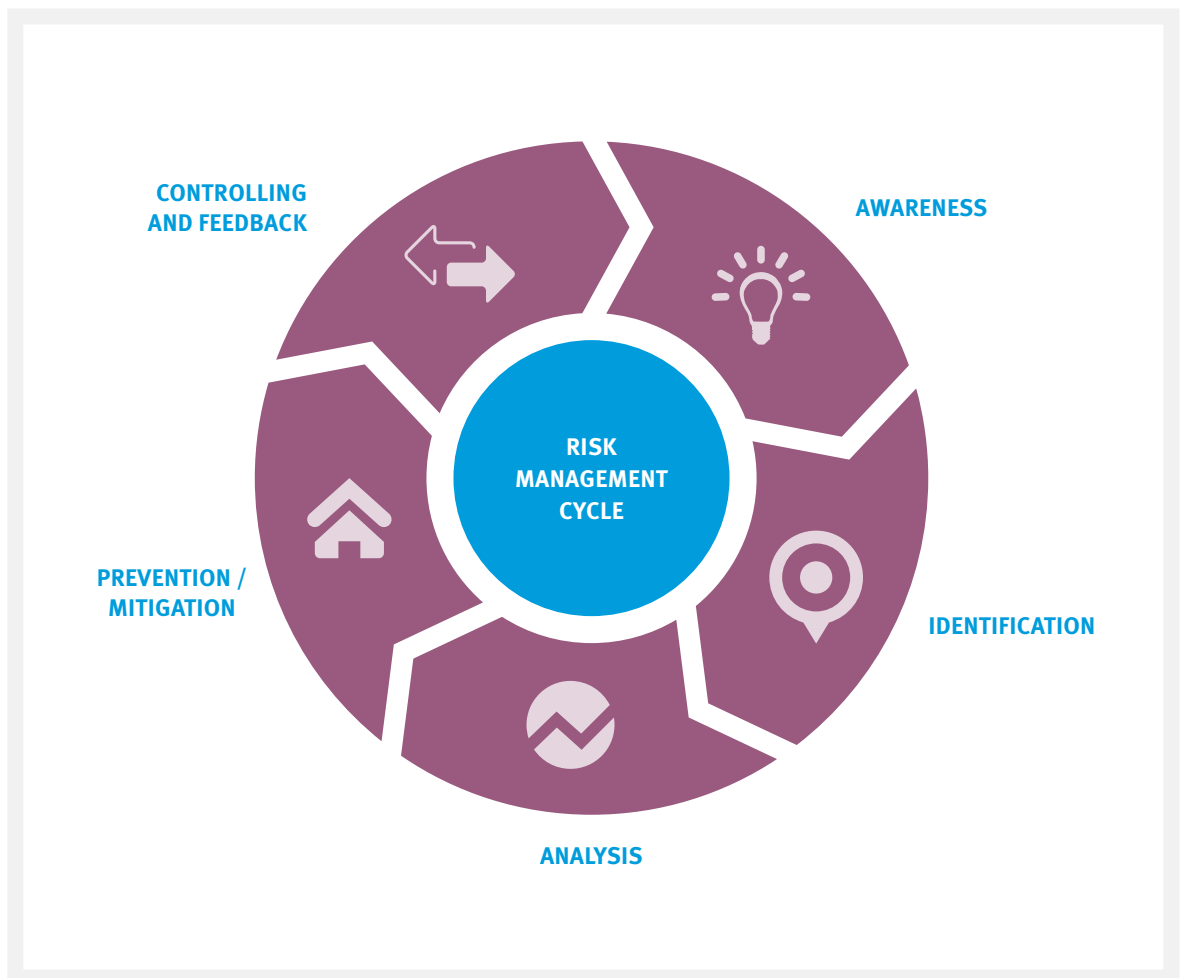 CONTROLLING
AND FEEDBACK
AWARENESS
RISK
MANAGEMENT
CYCLE
PREVENTION /
MITIGATION
IDENTIFICATION
ANALYSIS